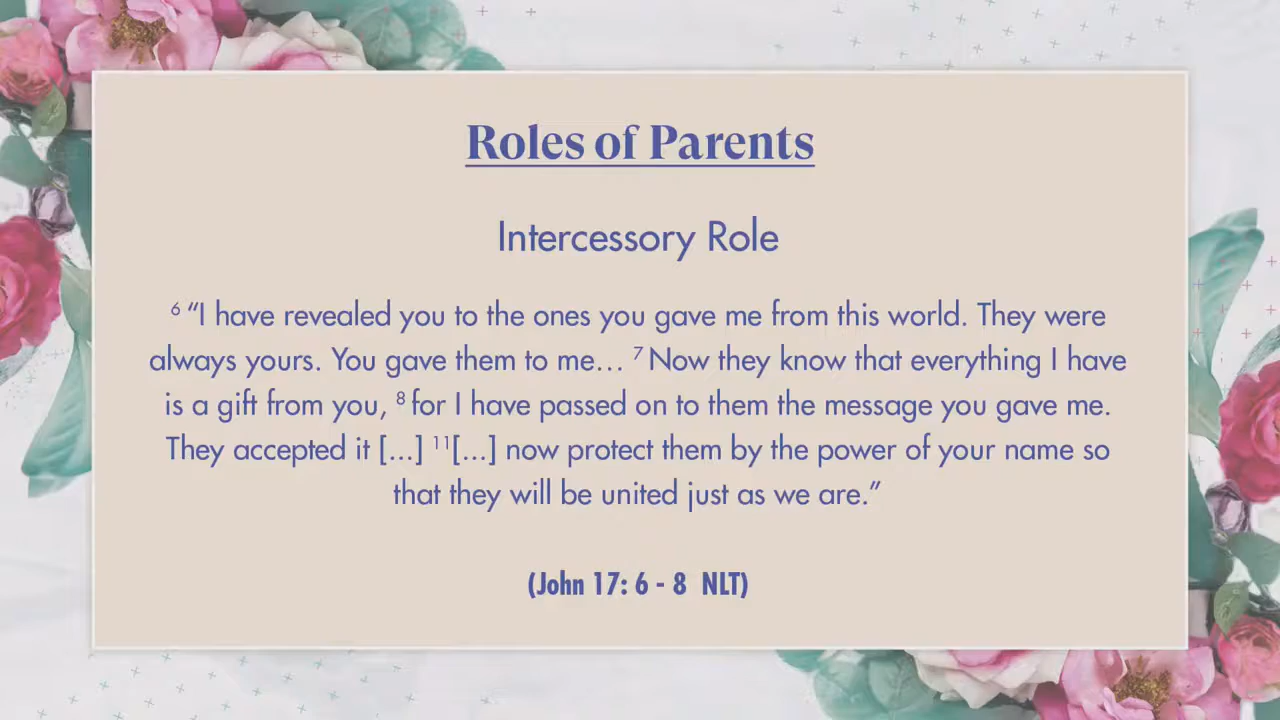 Roles of Parents
Intercessory Role
⁶ “I have revealed you to the ones you gave me from this world. They were
always yours. You gave them to me… ⁷ Now they know that everything I have
is a gift from you, ⁸ for I have passed on to them the message you gave me.
They accepted it [...] ¹¹[...] now protect them by the power of your name so
that they will be united just as we are.”
(John 17: 6 - 8 NLT)